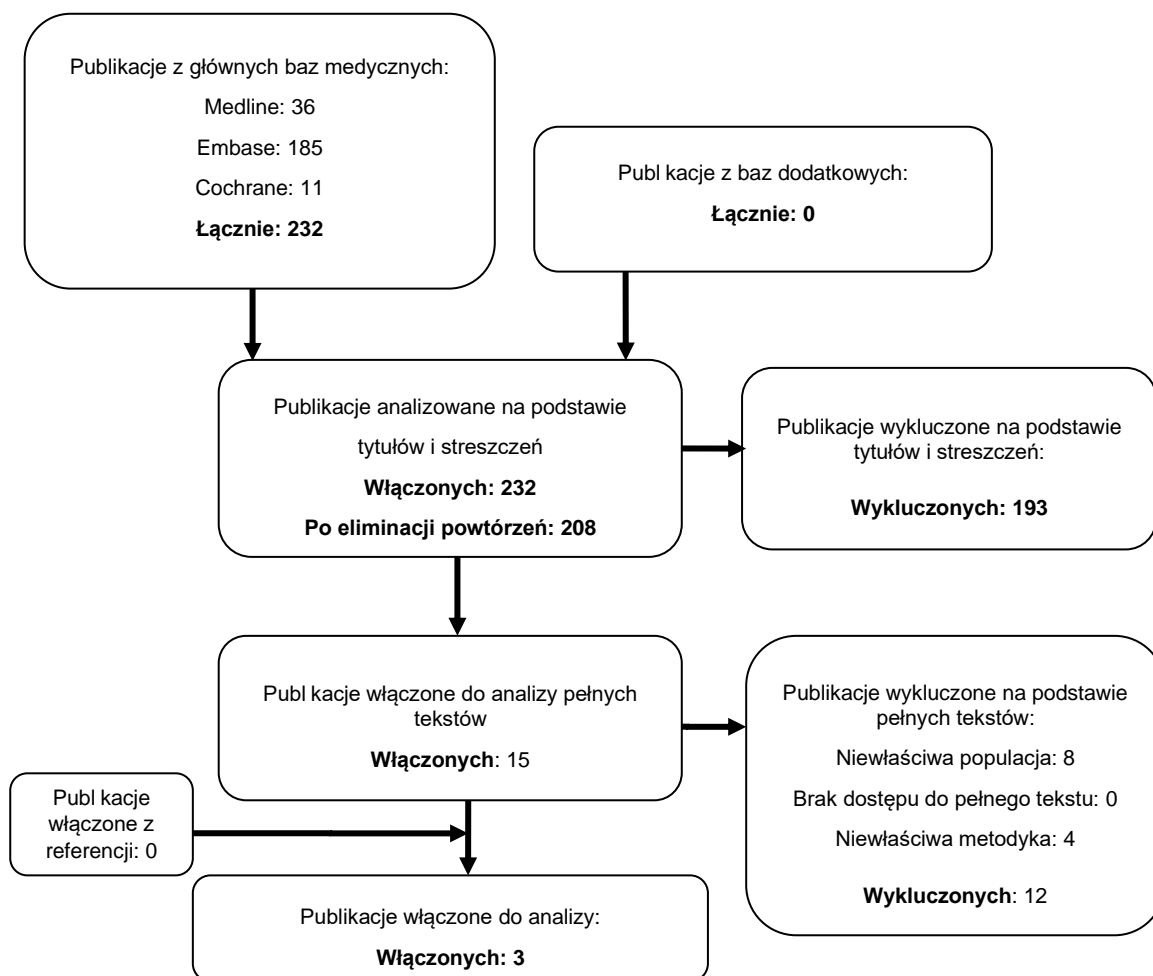 Publikacje z głównych baz medycznych:
Medline: 36
Embase: 185
Cochrane: 11
Łącznie: 232
Publ kacje z baz dodatkowych:
Łącznie: 0
Publikacje analizowane na podstawie
tytułów i streszczeń
Włączonych: 232
Po eliminacji powtórzeń: 208
Publikacje wykluczone na podstawie
tytułów i streszczeń:
Wykluczonych: 193
Publ kacje włączone do analizy pełnych
tekstów
Włączonych: 15
Publikacje wykluczone na podstawie
pełnych tekstów:
Niewłaściwa populacja: 8
Brak dostępu do pełnego tekstu: 0
Niewłaściwa metodyka: 4
Wykluczonych: 12
Publ kacje
włączone z
referencji: 0
Publikacje włączone do analizy:
Włączonych: 3